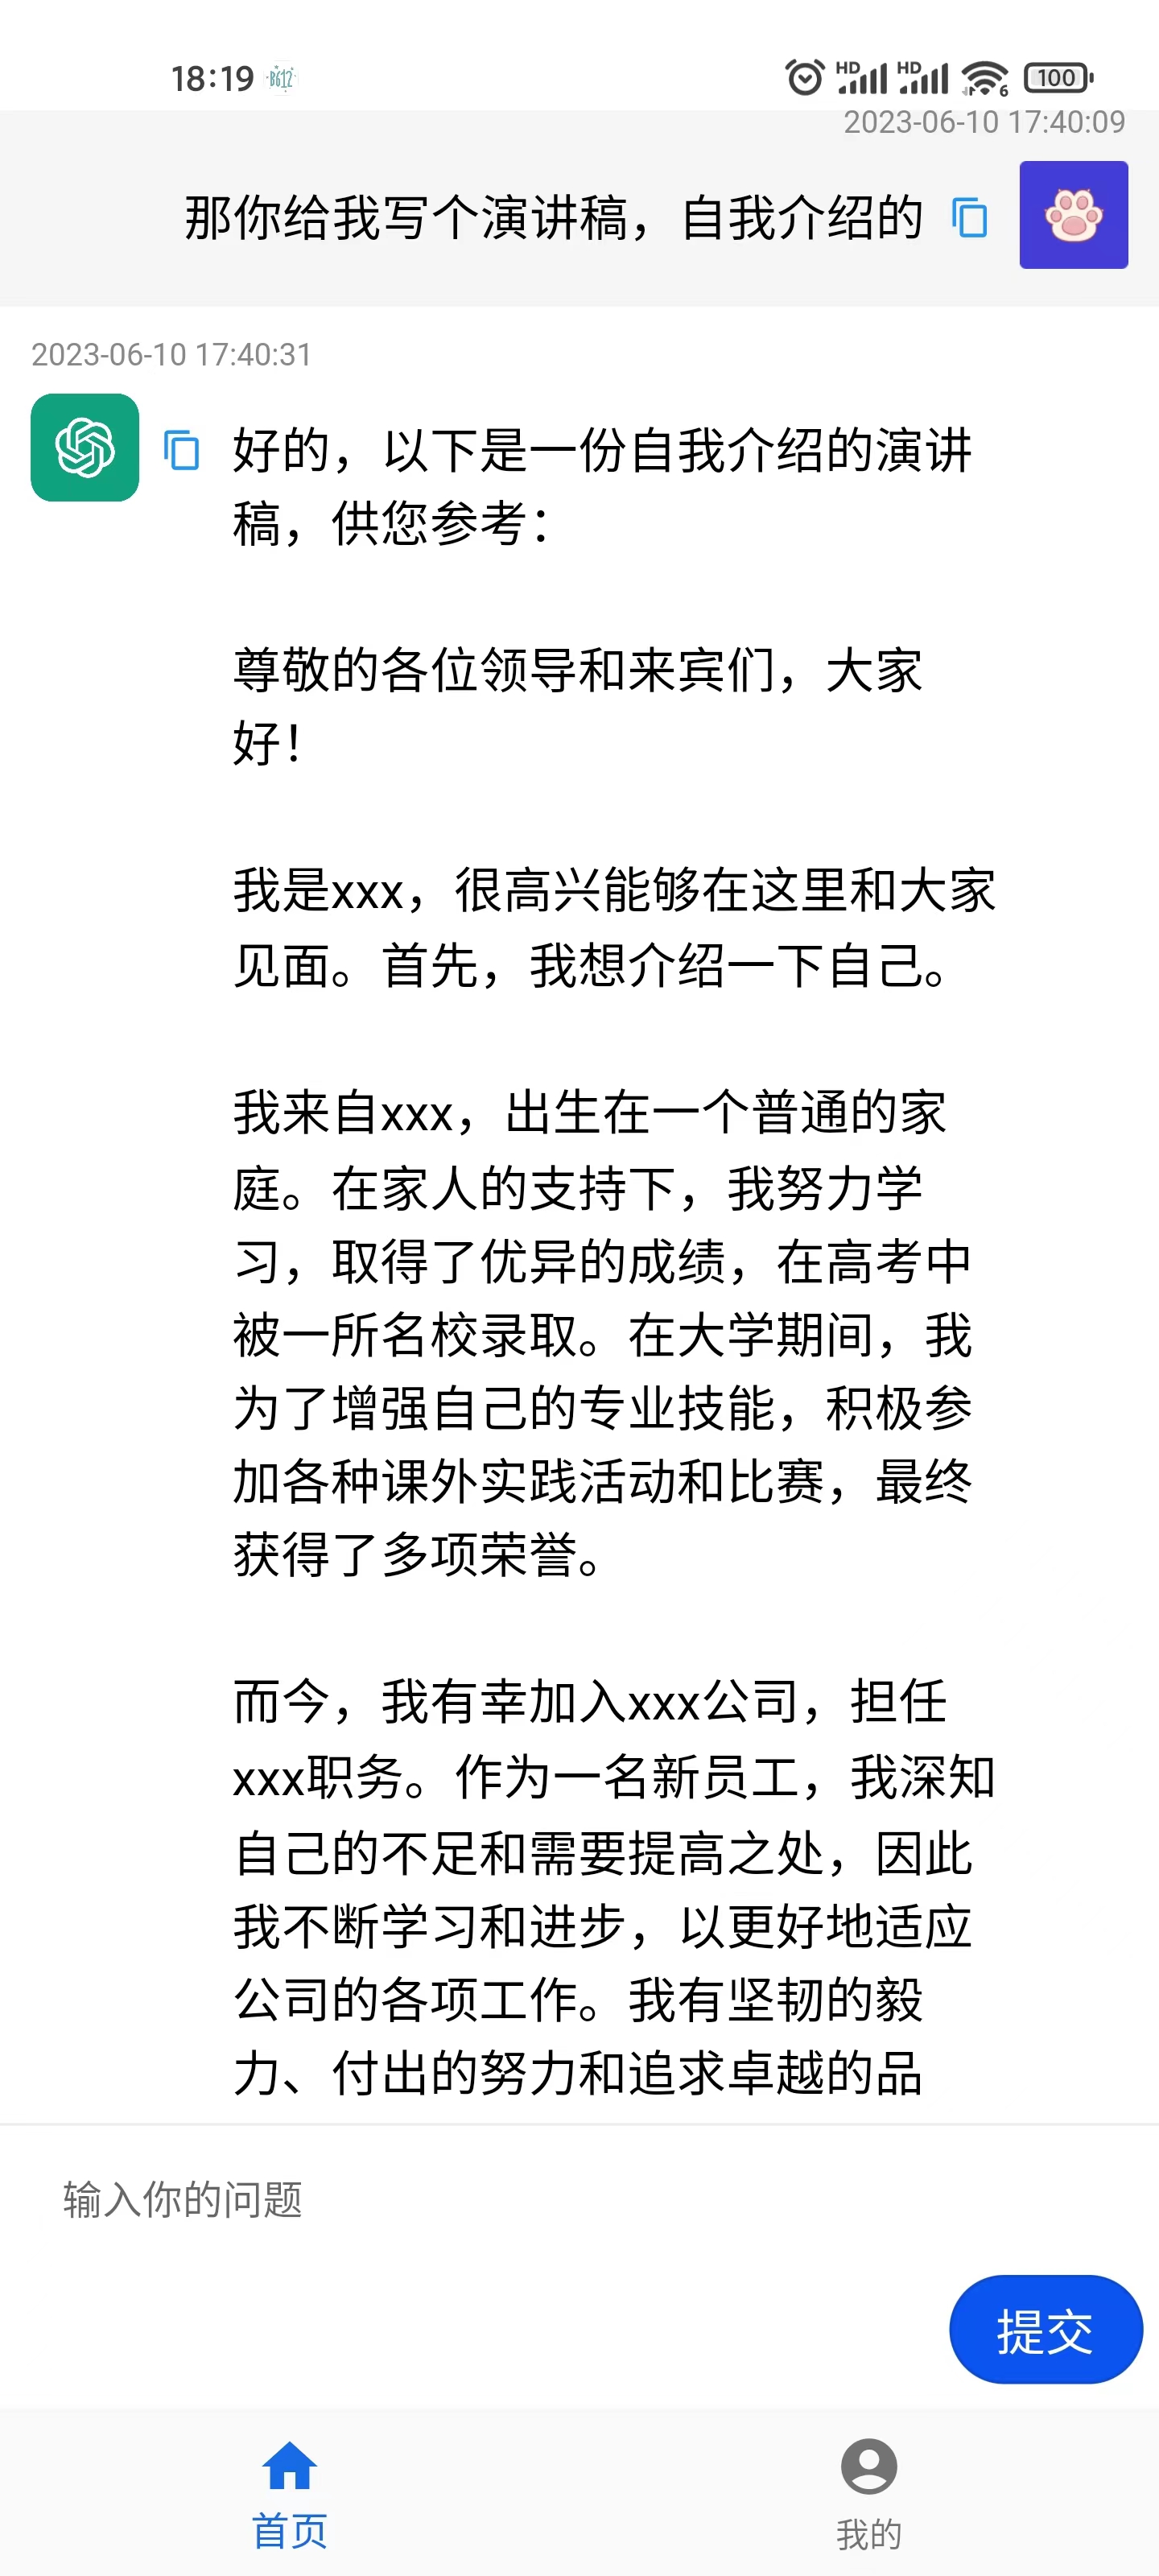 18:19 B612 HD HD 6 100
2023-06-10 17:40:09
那你给我写个演讲稿，自我介绍的
2023-06-10 17:40:31
好的，以下是一份自我介绍的演讲
稿，供您参考：
尊敬的各位领导和来宾们，大家
好！
我是xxx，很高兴能够在这里和大家
见面。首先，我想介绍一下自己。
我来自xxx，出生在一个普通的家
庭。在家人的支持下，我努力学
习，取得了优异的成绩，在高考中
被一所名校录取。在大学期间，我
为了增强自己的专业技能，积极参
加各种课外实践活动和比赛，最终
获得了多项荣誉。
而今，我有幸加入xxx公司，担任
xxx职务。作为一名新员工，我深知
自己的不足和需要提高之处，因此
我不断学习和进步，以更好地适应
公司的各项工作。我有坚韧的毅
力、付出的努力和追求卓越的品
输入你的问题
提交
首页
我的